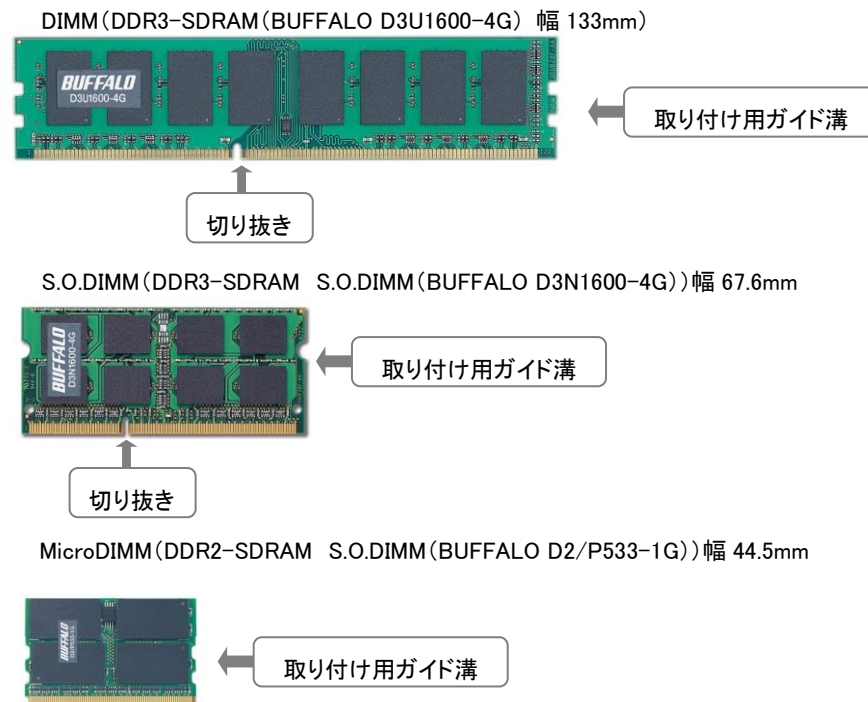 DIMM(DDR3-SDRAM(BUFFALO D3U1600-4G) 幅 133mm)
BUFFALO
D3U1600-4G
取り付け用ガイド溝
切り抜き
S.O.DIMM(DDR3-SDRAM S.O.DIMM(BUFFALO D3N1600-4G))幅 67.6mm
BUFFALO
D3N1600-4G
取り付け用ガイド溝
切り抜き
MicroDIMM(DDR2-SDRAM S.O.DIMM(BUFFALO D2/P533-1G))幅 44.5mm
BUFFALO
D2/P533-1G
取り付け用ガイド溝